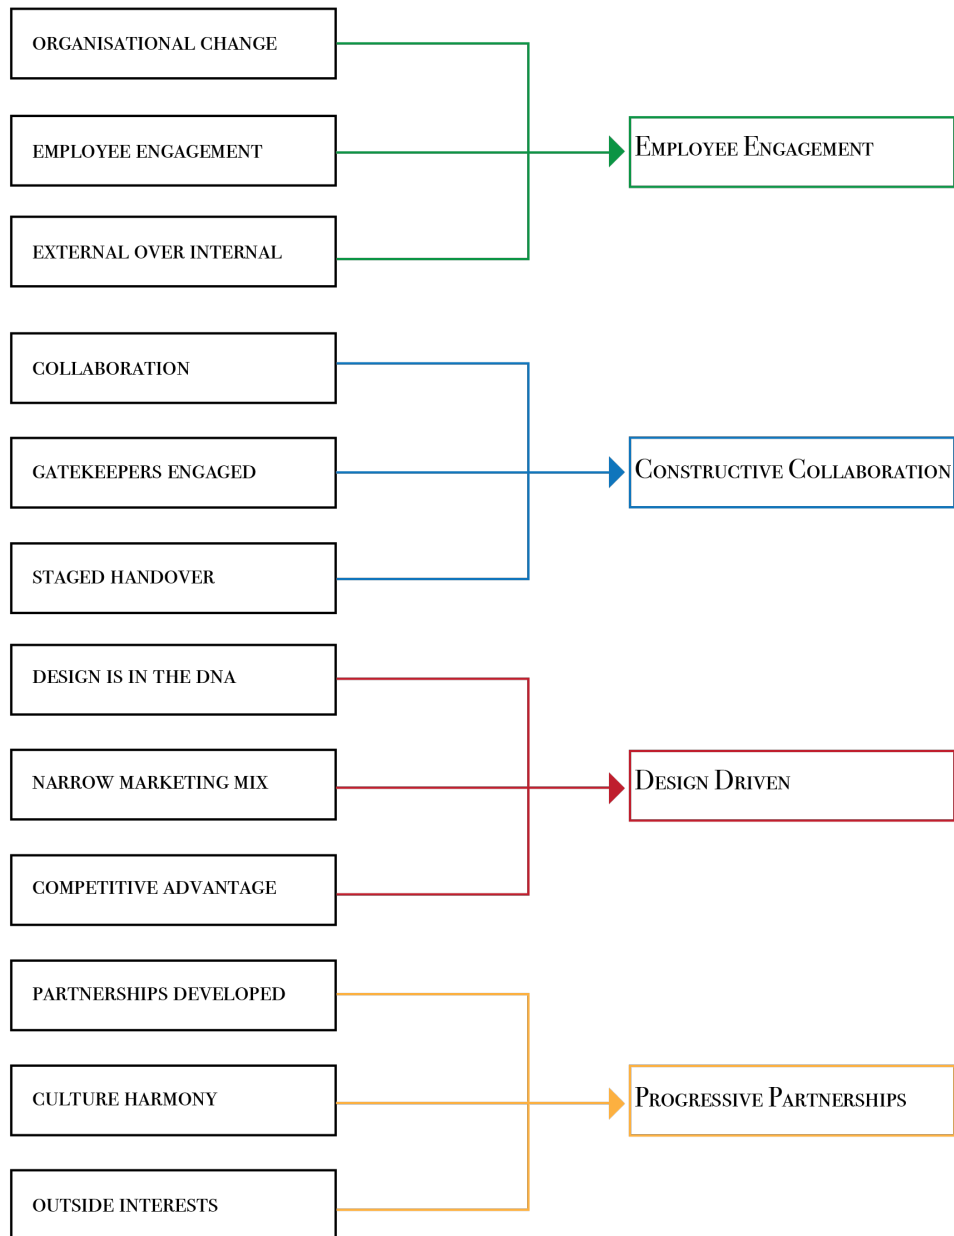 ORGANISATIONAL CHANGE
EMPLOYEE ENGAGEMENT
EXTERNAL OVER INTERNAL
EMPLOYEE ENGAGEMENT
COLLABORATION
GATEKEEPERS ENGAGED
STAGED HANDOVER
CONSTRUCTIVE COLLABORATION
DESIGN IS IN THE DNA
NARROW MARKETING MIX
COMPETITIVE ADVANTAGE
DESIGN DRIVEN
PARTNERSHIPS DEVELOPED
CULTURE HARMONY
OUTSIDE INTERESTS
PROGRESSIVE PARTNERSHIPS